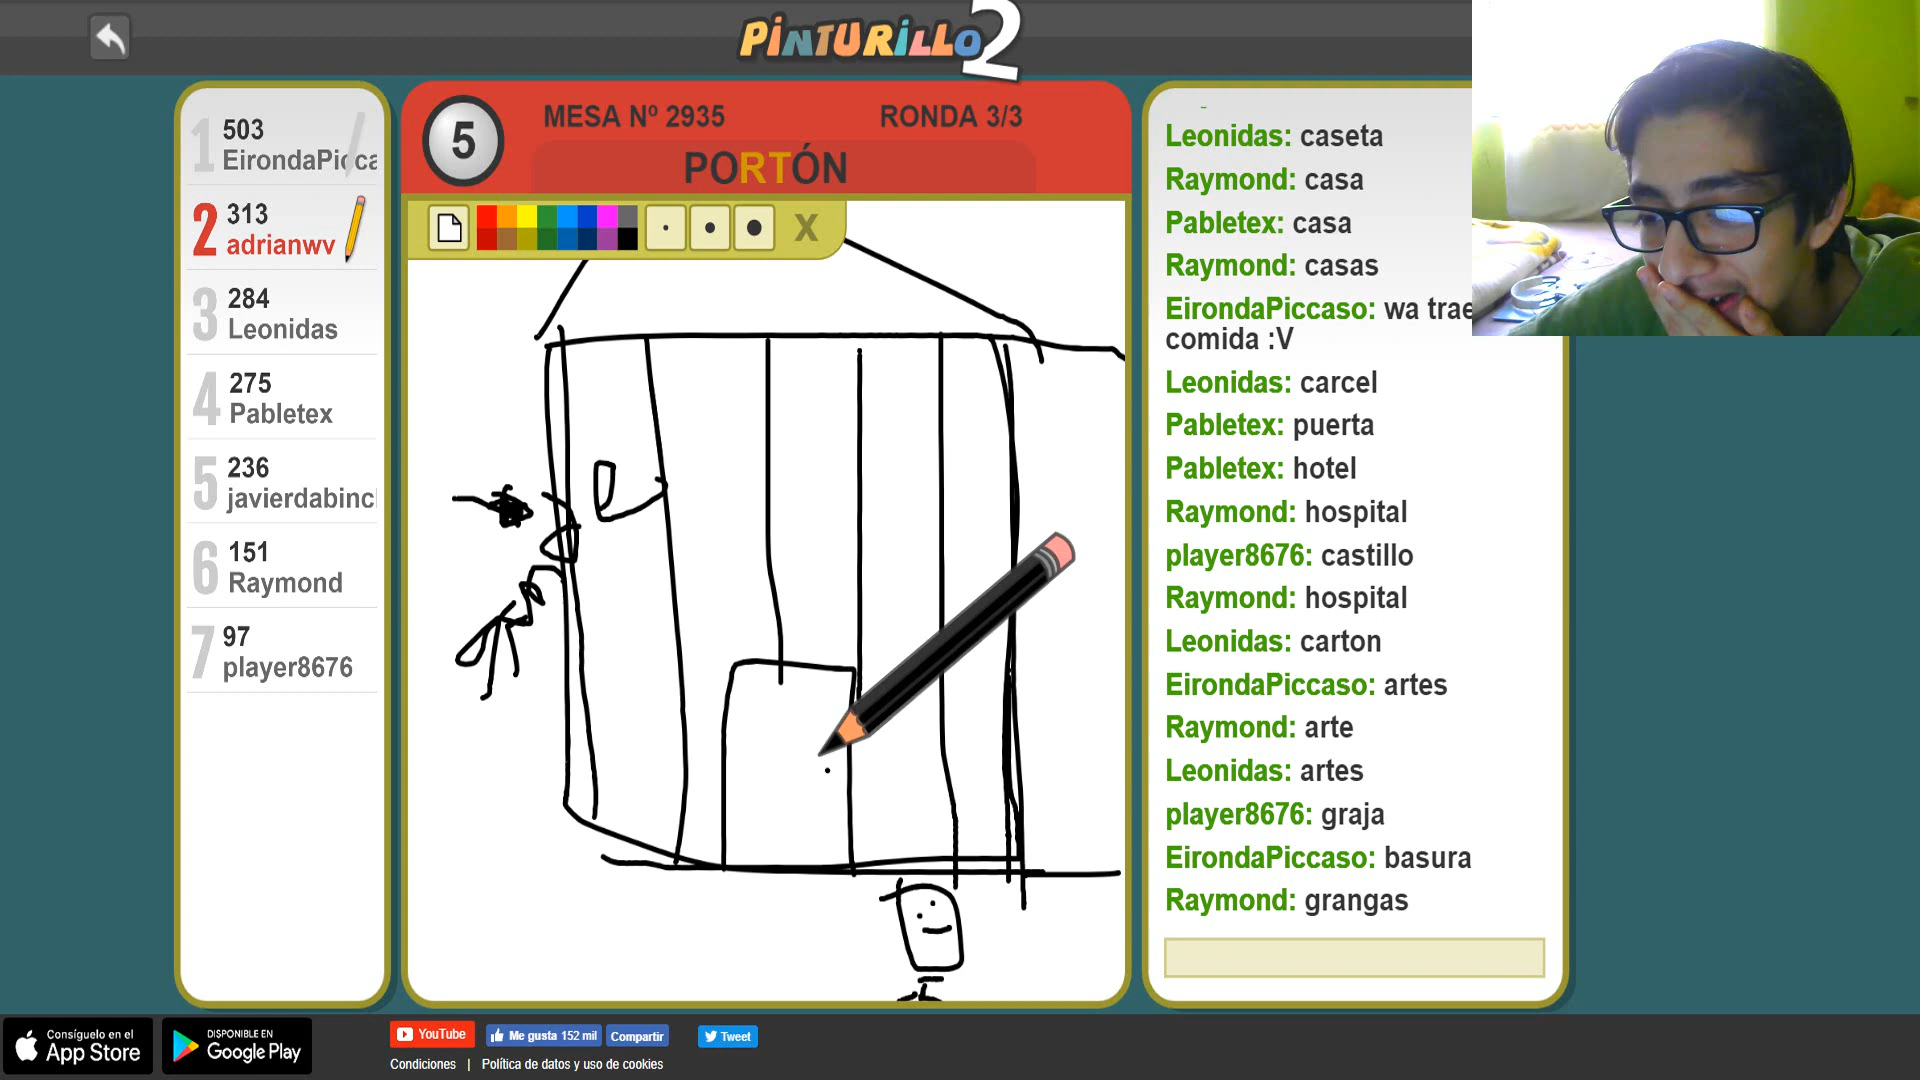 PINTURILLO 2
1 503
EirondaPicca
2 313
adrianwv
3 284
Leonidas
4 275
Pabletex
5 236
javierdabinc
6 151
Raymond
7 97
player8676
5
MESA Nº 2935
RONDA 3/3
PORTÓN
X
Leonidas: caseta
Raymond: casa
Pabletex: casa
Raymond: casas
EirondaPiccaso: wa trae
comida :V
Leonidas: carcel
Pabletex: puerta
Pabletex: hotel
Raymond: hospital
player8676: castillo
Raymond: hospital
Leonidas: carton
EirondaPiccaso: artes
Raymond: arte
Leonidas: artes
player8676: graja
EirondaPiccaso: basura
Raymond: grangas
Consíguelo en el
App Store
DISPONIBLE EN
Google Play
YouTube
Me gusta 152 mil
Compartir
Tweet
Condiciones | Política de datos y uso de cookies